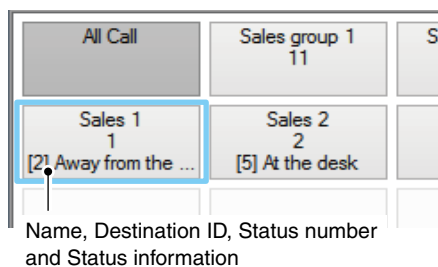 All Call
Sales group 1
11
S
Sales 1
1
[2] Away from the ...
Sales 2
2
[5] At the desk
Name, Destination ID, Status number
and Status information